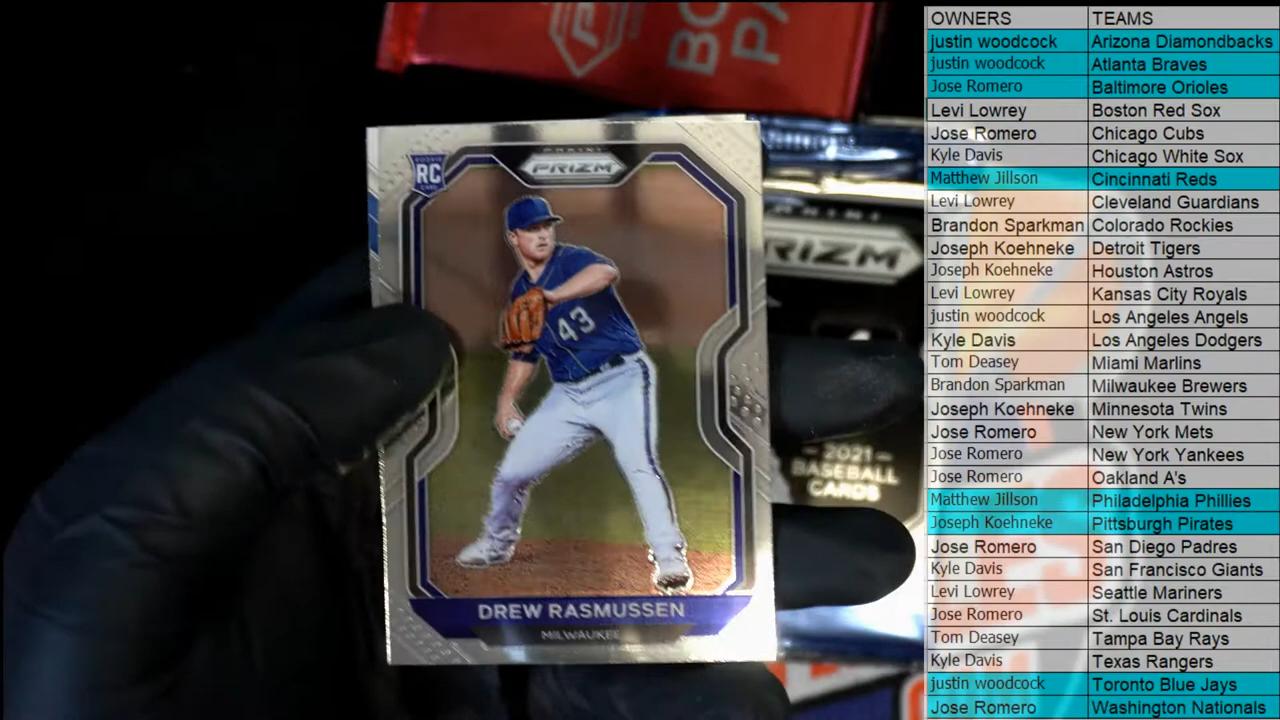 BO
PA
ROOKIE
RC
CARD
PANINI
PRIZM
43
DREW RASMUSSEN
MILWAUKEE
PANINI
PRIZM
2021
BASEBALL
CARDS
OWNERS TEAMS
justin woodcock Arizona Diamondbacks
justin woodcock Atlanta Braves
Jose Romero Baltimore Orioles
Levi Lowrey Boston Red Sox
Jose Romero Chicago Cubs
Kyle Davis Chicago White Sox
Matthew Jillson Cincinnati Reds
Levi Lowrey Cleveland Guardians
Brandon Sparkman Colorado Rockies
Joseph Koehneke Detroit Tigers
Joseph Koehneke Houston Astros
Levi Lowrey Kansas City Royals
justin woodcock Los Angeles Angels
Kyle Davis Los Angeles Dodgers
Tom Deasey Miami Marlins
Brandon Sparkman Milwaukee Brewers
Joseph Koehneke Minnesota Twins
Jose Romero New York Mets
Jose Romero New York Yankees
Jose Romero Oakland A's
Matthew Jillson Philadelphia Phillies
Joseph Koehneke Pittsburgh Pirates
Jose Romero San Diego Padres
Kyle Davis San Francisco Giants
Levi Lowrey Seattle Mariners
Jose Romero St. Louis Cardinals
Tom Deasey Tampa Bay Rays
Kyle Davis Texas Rangers
justin woodcock Toronto Blue Jays
Jose Romero Washington Nationals